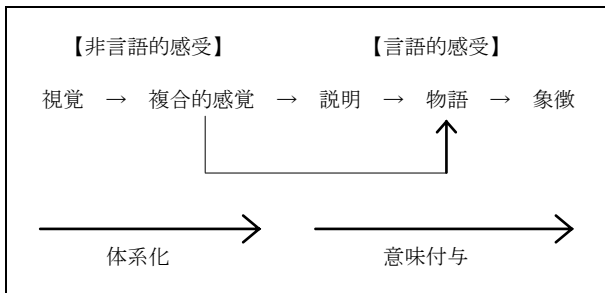 【非言語的感受】 【言語的感受】
視覚 → 複合的感覚 → 説明 → 物語 → 象徴
体系化 意味付与